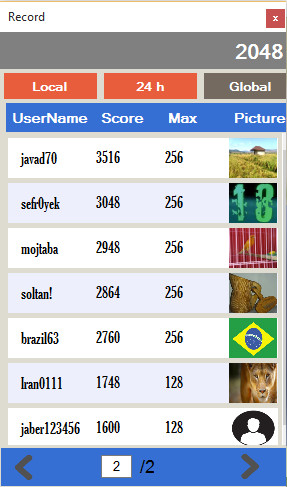 Record x
2048
Local 24 h Global
UserName Score Max Picture
javad70 3516 256
sefr0yek 3048 256
mojtaba 2948 256
soltan! 2864 256
brazil63 2760 256
Iran0111 1748 128
jaber123456 1600 128
2 /2